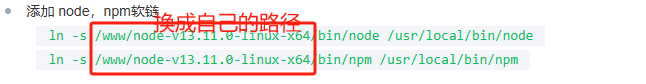 添加 node，npm软链
换成自己的路径
ln -s /www/node-v13.11.0-linux-x64/bin/node /usr/local/bin/node
ln -s /www/node-v13.11.0-linux-x64/bin/npm /usr/local/bin/npm